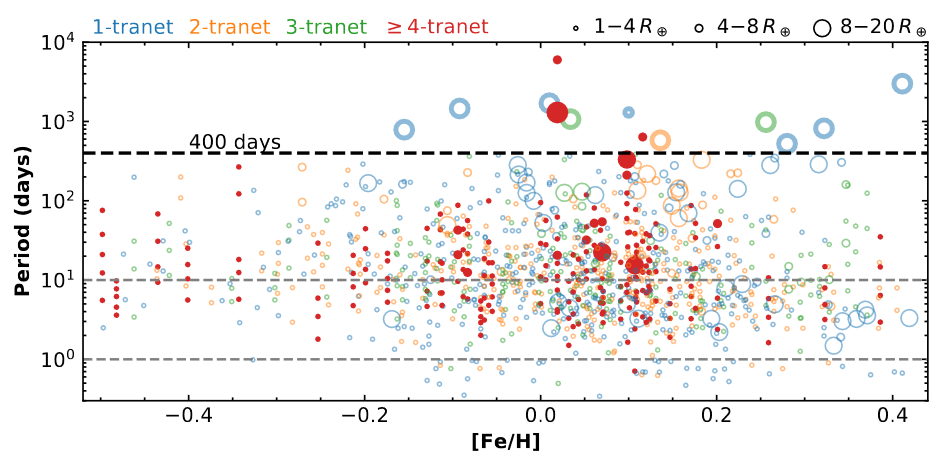 1-tranet 2-tranet 3-tranet ≥ 4-tranet 1−4 R⊕ 4−8 R⊕ 8−20 R⊕
10⁴
10³
400 days
10²
10¹
10⁰
Period (days)
−0.4 −0.2 0.0 0.2 0.4
[Fe/H]